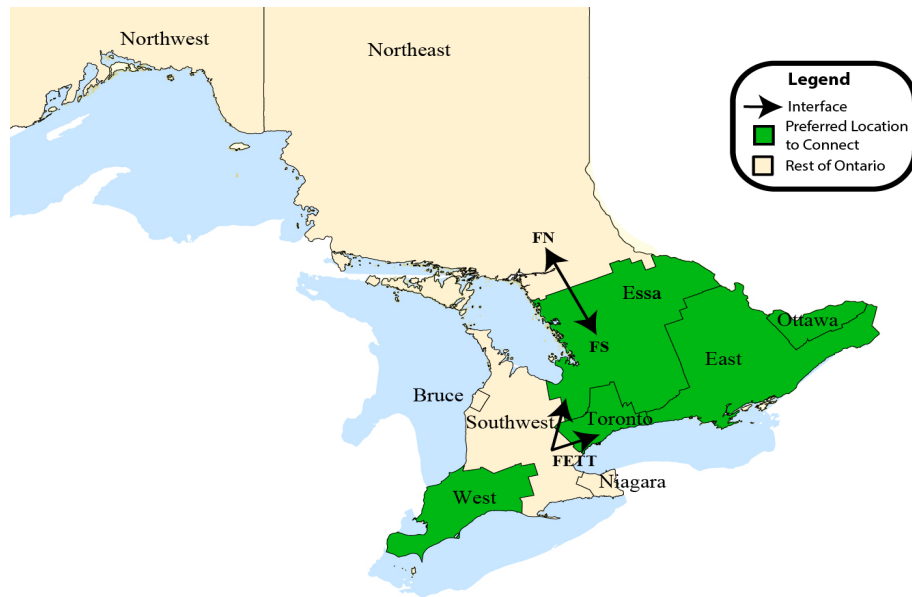 Northwest
Northeast
Legend
Interface
Preferred Location
to Connect
Rest of Ontario
FN
Essa
Ottawa
FS
East
Bruce
Southwest
Toronto
FETT
Niagara
West